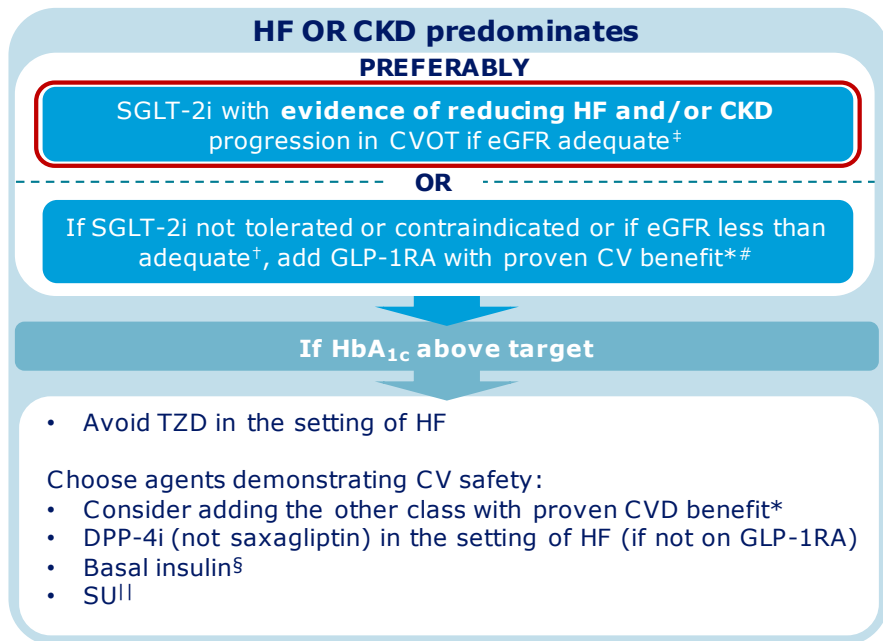 HF OR CKD predominates
PREFERABLY
SGLT-2i with evidence of reducing HF and/or CKD
progression in CVOT if eGFR adequate‡
OR
If SGLT-2i not tolerated or contraindicated or if eGFR less than
adequate†, add GLP-1RA with proven CV benefit*#
If HbA1c above target
• Avoid TZD in the setting of HF
Choose agents demonstrating CV safety:
• Consider adding the other class with proven CVD benefit*
• DPP-4i (not saxagliptin) in the setting of HF (if not on GLP-1RA)
• Basal insulin§
• SU||